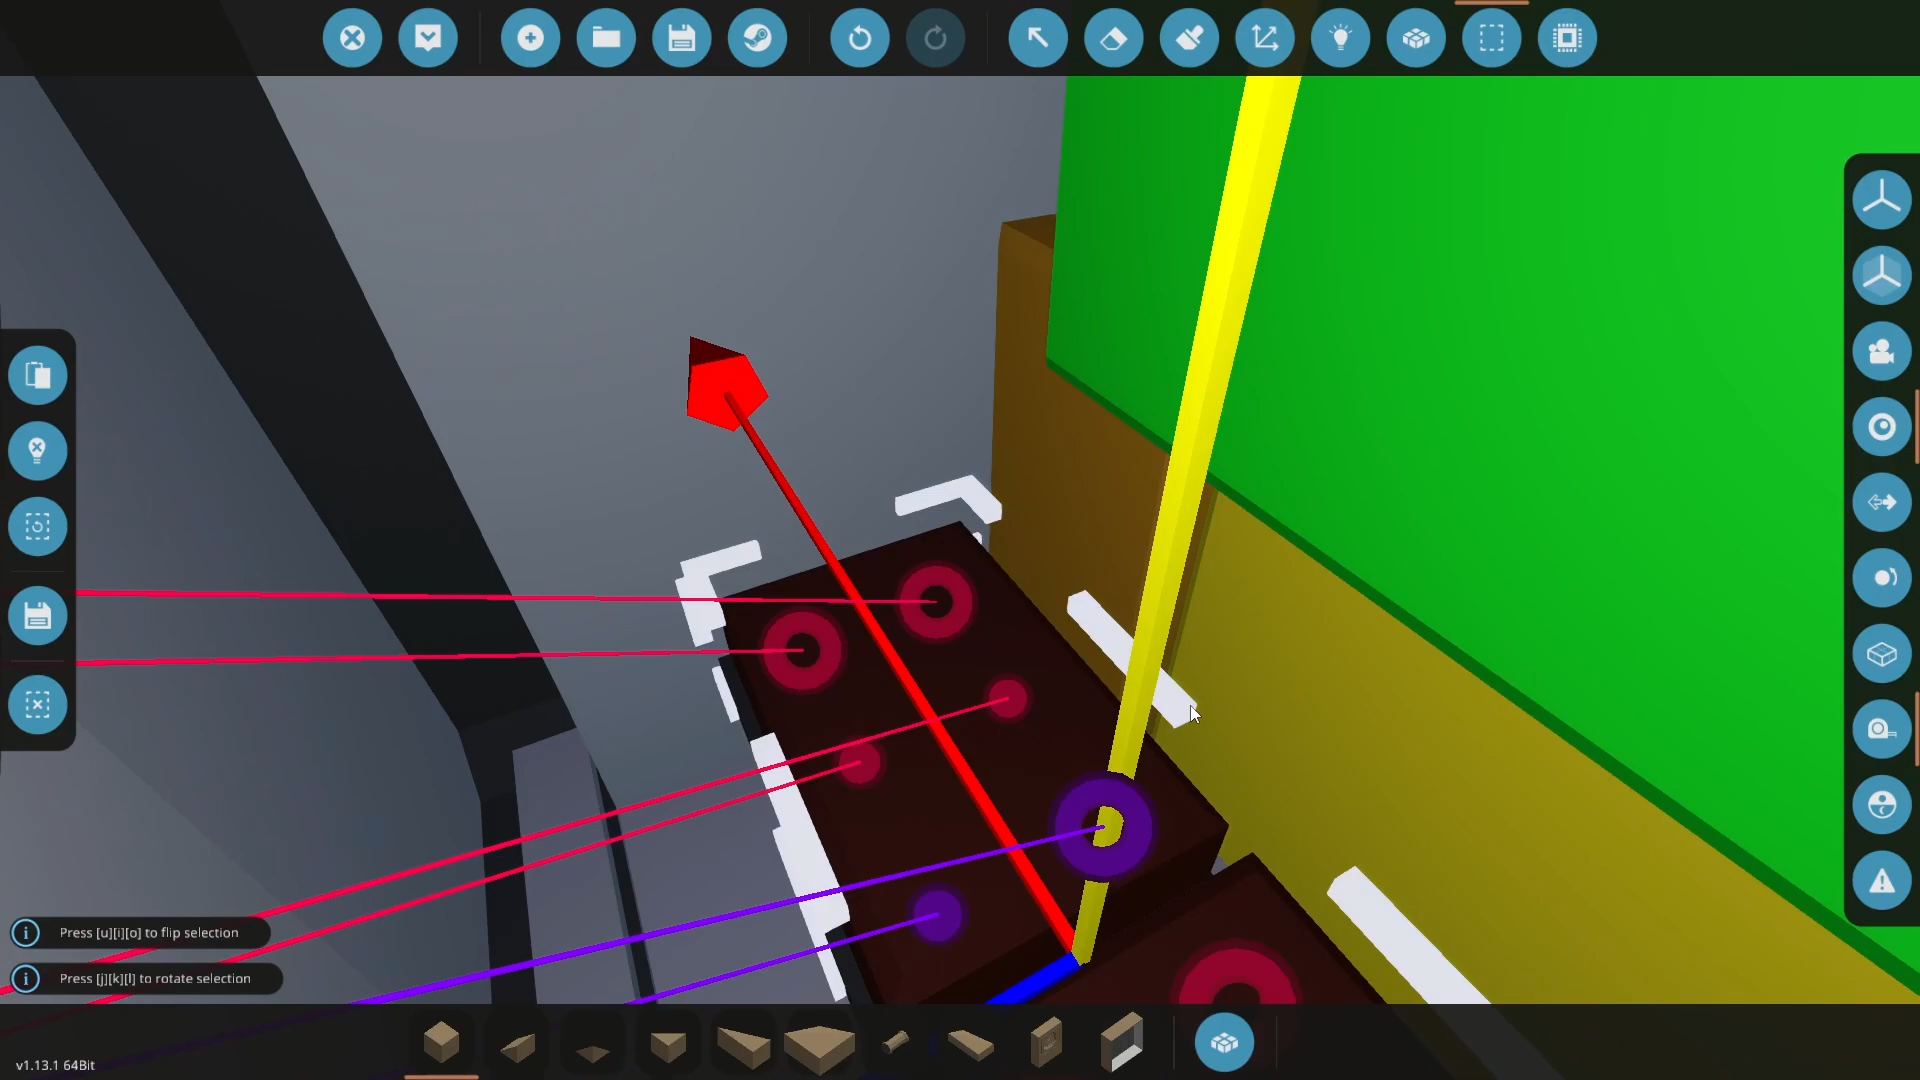 Press [u][i][o] to flip selection
Press [j][k][l] to rotate selection
v1.13.1 64Bit